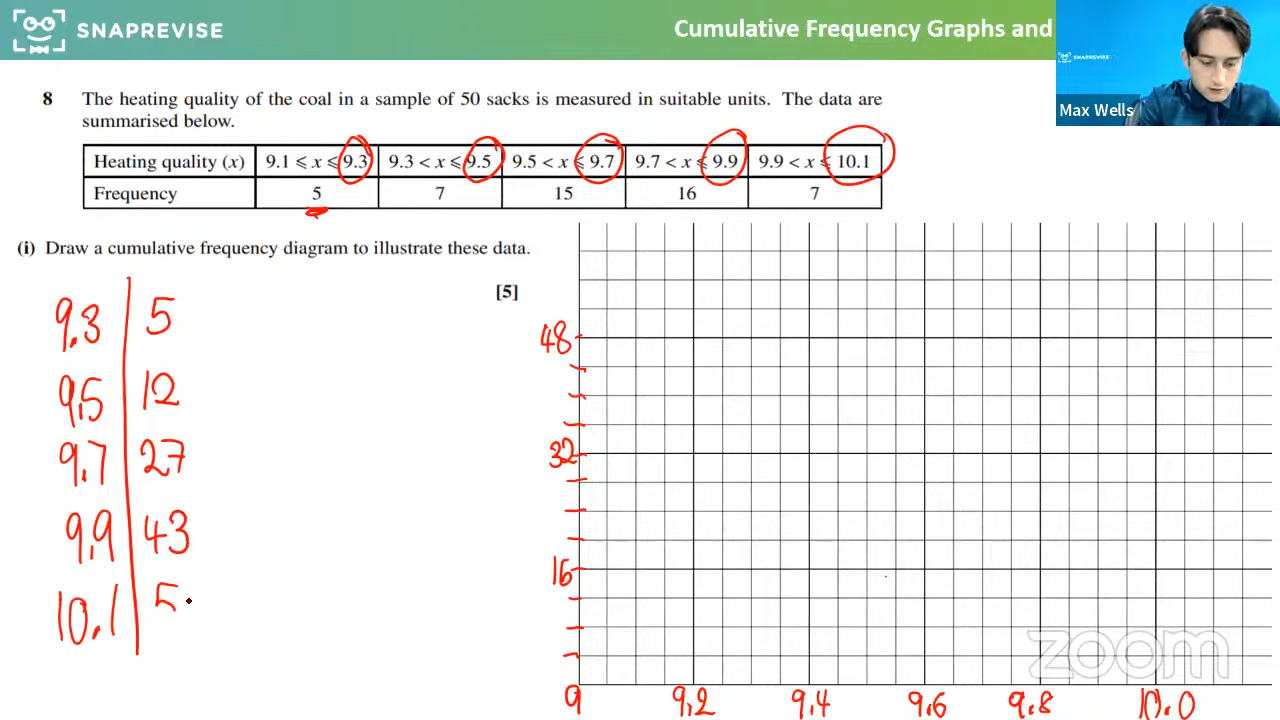 SNAPREVISE
Cumulative Frequency Graphs and
SNAPREVISE
Max Wells
8 The heating quality of the coal in a sample of 50 sacks is measured in suitable units. The data are
summarised below.
Heating quality (x) 9.1 ⩽ x ⩽ 9.3 9.3 < x ⩽ 9.5 9.5 < x ⩽ 9.7 9.7 < x ⩽ 9.9 9.9 < x ⩽ 10.1
Frequency 5 7 15 16 7
(i) Draw a cumulative frequency diagram to illustrate these data.
[5]
9.3 5
9.5 12
9.7 27
9.9 43
10.1 5
48
32
16
9 9.2 9.4 9.6 9.8 10.0
zoom